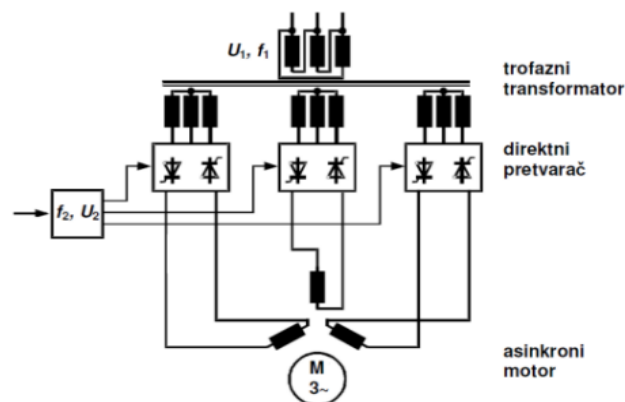 U₁, f₁
trofazni
transformator
direktni
pretvarač
f₂, U₂
asinkroni
motor
M
3~